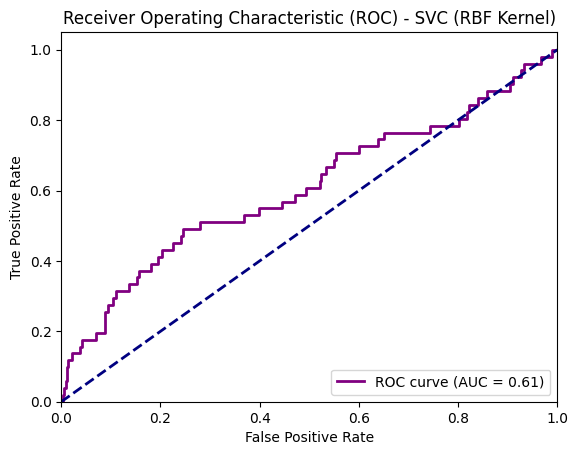 Receiver Operating Characteristic (ROC) - SVC (RBF Kernel)
1.0
0.8
0.6
0.4
0.2
0.0
True Positive Rate
ROC curve (AUC = 0.61)
0.0 0.2 0.4 0.6 0.8 1.0
False Positive Rate